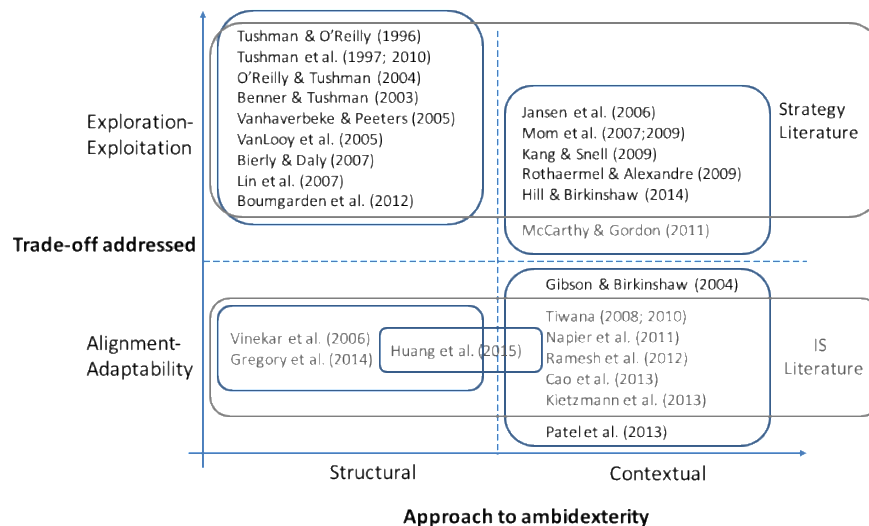 Tushman & O'Reilly (1996)
Tushman et al. (1997; 2010)
O'Reilly & Tushman (2004)
Benner & Tushman (2003)
Vanhaverbeke & Peeters (2005)
VanLooy et al. (2005)
Bierly & Daly (2007)
Lin et al. (2007)
Boumgarden et al. (2012)
Jansen et al. (2006)
Mom et al. (2007;2009)
Kang & Snell (2009)
Rothaermel & Alexandre (2009)
Hill & Birkinshaw (2014)
McCarthy & Gordon (2011)
Strategy
Literature
Exploration-
Exploitation
Trade-off addressed
Alignment-
Adaptability
Vinekar et al. (2006)
Gregory et al. (2014)
Huang et al. (2015)
Gibson & Birkinshaw (2004)
Tiwana (2008; 2010)
Napier et al. (2011)
Ramesh et al. (2012)
Cao et al. (2013)
Kietzmann et al. (2013)
Patel et al. (2013)
IS
Literature
Structural
Contextual
Approach to ambidexterity